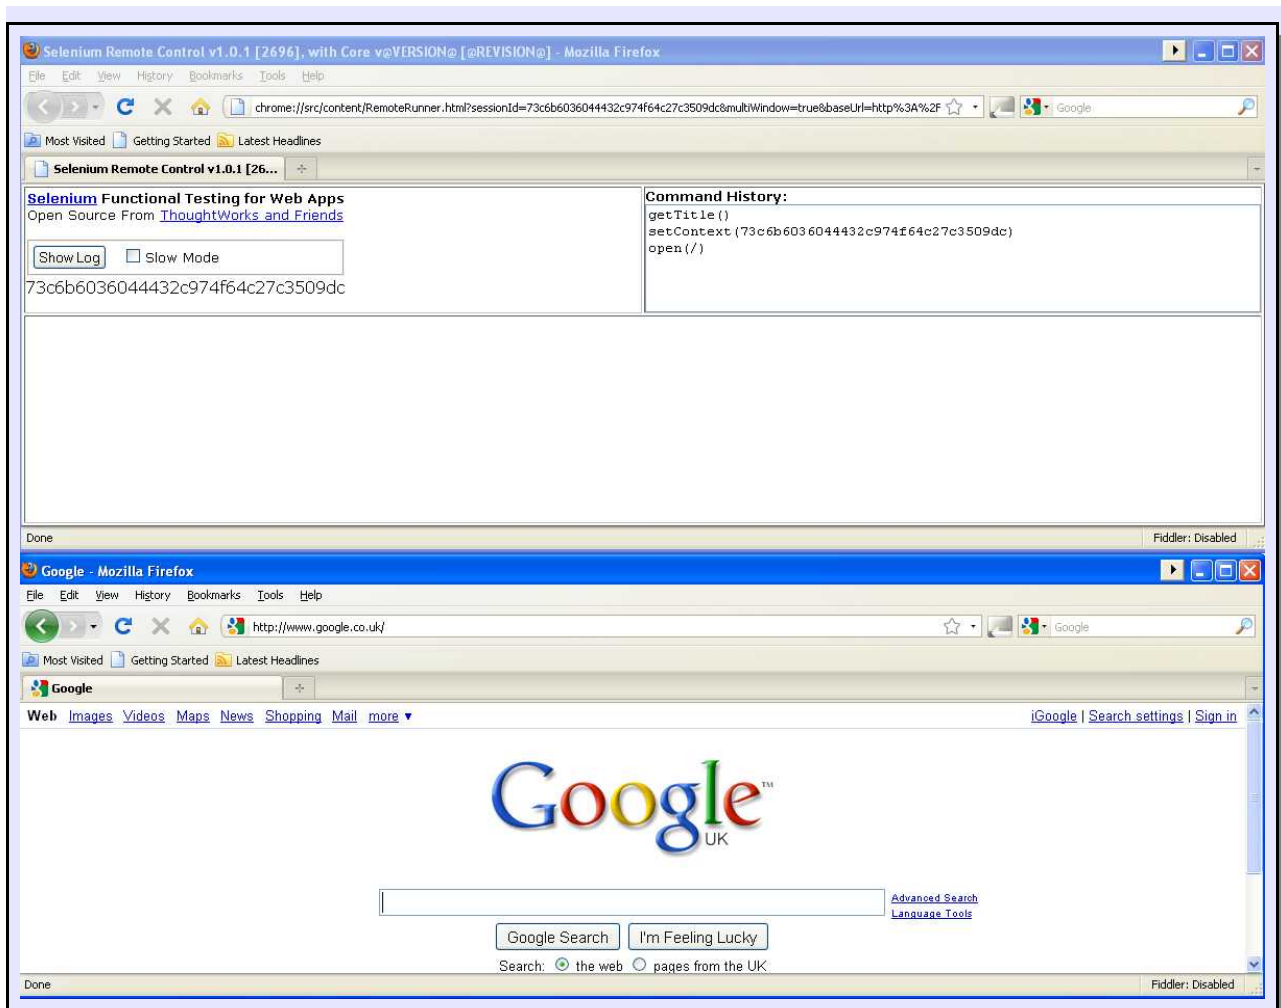 Selenium Remote Control v1.0.1 [2696], with Core v@VERSION@ [@REVISION@] - Mozilla Firefox
File Edit View History Bookmarks Tools Help
chrome://src/content/RemoteRunner.html?sessionId=73c6b6036044432c974f64c27c3509dc&multiWindow=true&baseUrl=http%3A%2F Google
Most Visited Getting Started Latest Headlines
Selenium Remote Control v1.0.1 [26...
Selenium Functional Testing for Web Apps
Open Source From ThoughtWorks and Friends
Show Log Slow Mode
73c6b6036044432c974f64c27c3509dc
Command History:
getTitle()
setContext(73c6b6036044432c974f64c27c3509dc)
open(/)
Done Fiddler: Disabled
Google - Mozilla Firefox
File Edit View History Bookmarks Tools Help
http://www.google.co.uk/ Google
Most Visited Getting Started Latest Headlines
Google
Web Images Videos Maps News Shopping Mail more ▼ iGoogle | Search settings | Sign in
Google™
UK
Advanced Search
Language Tools
Google Search I'm Feeling Lucky
Search: the web pages from the UK
Done Fiddler: Disabled